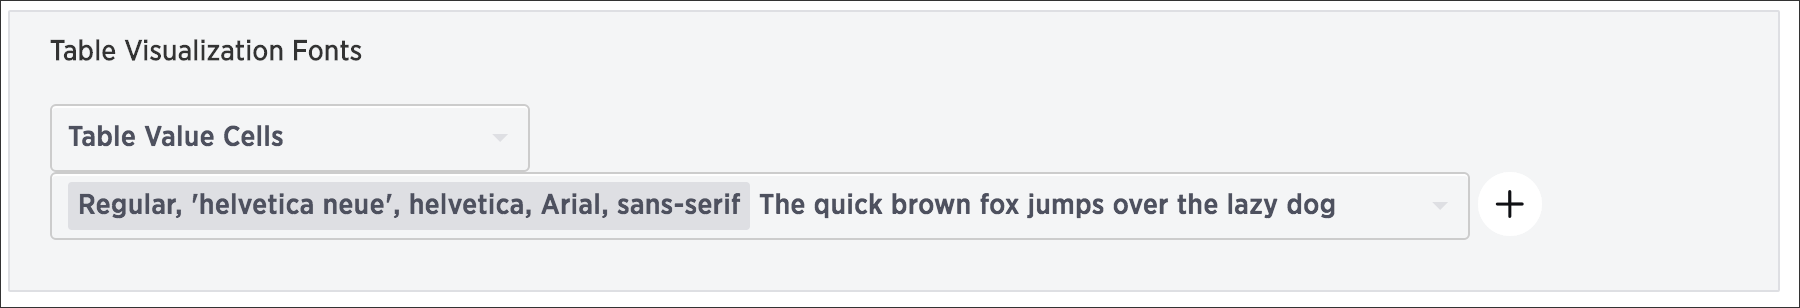 Table Visualization Fonts
Table Value Cells
Regular, 'helvetica neue', helvetica, Arial, sans-serif The quick brown fox jumps over the lazy dog